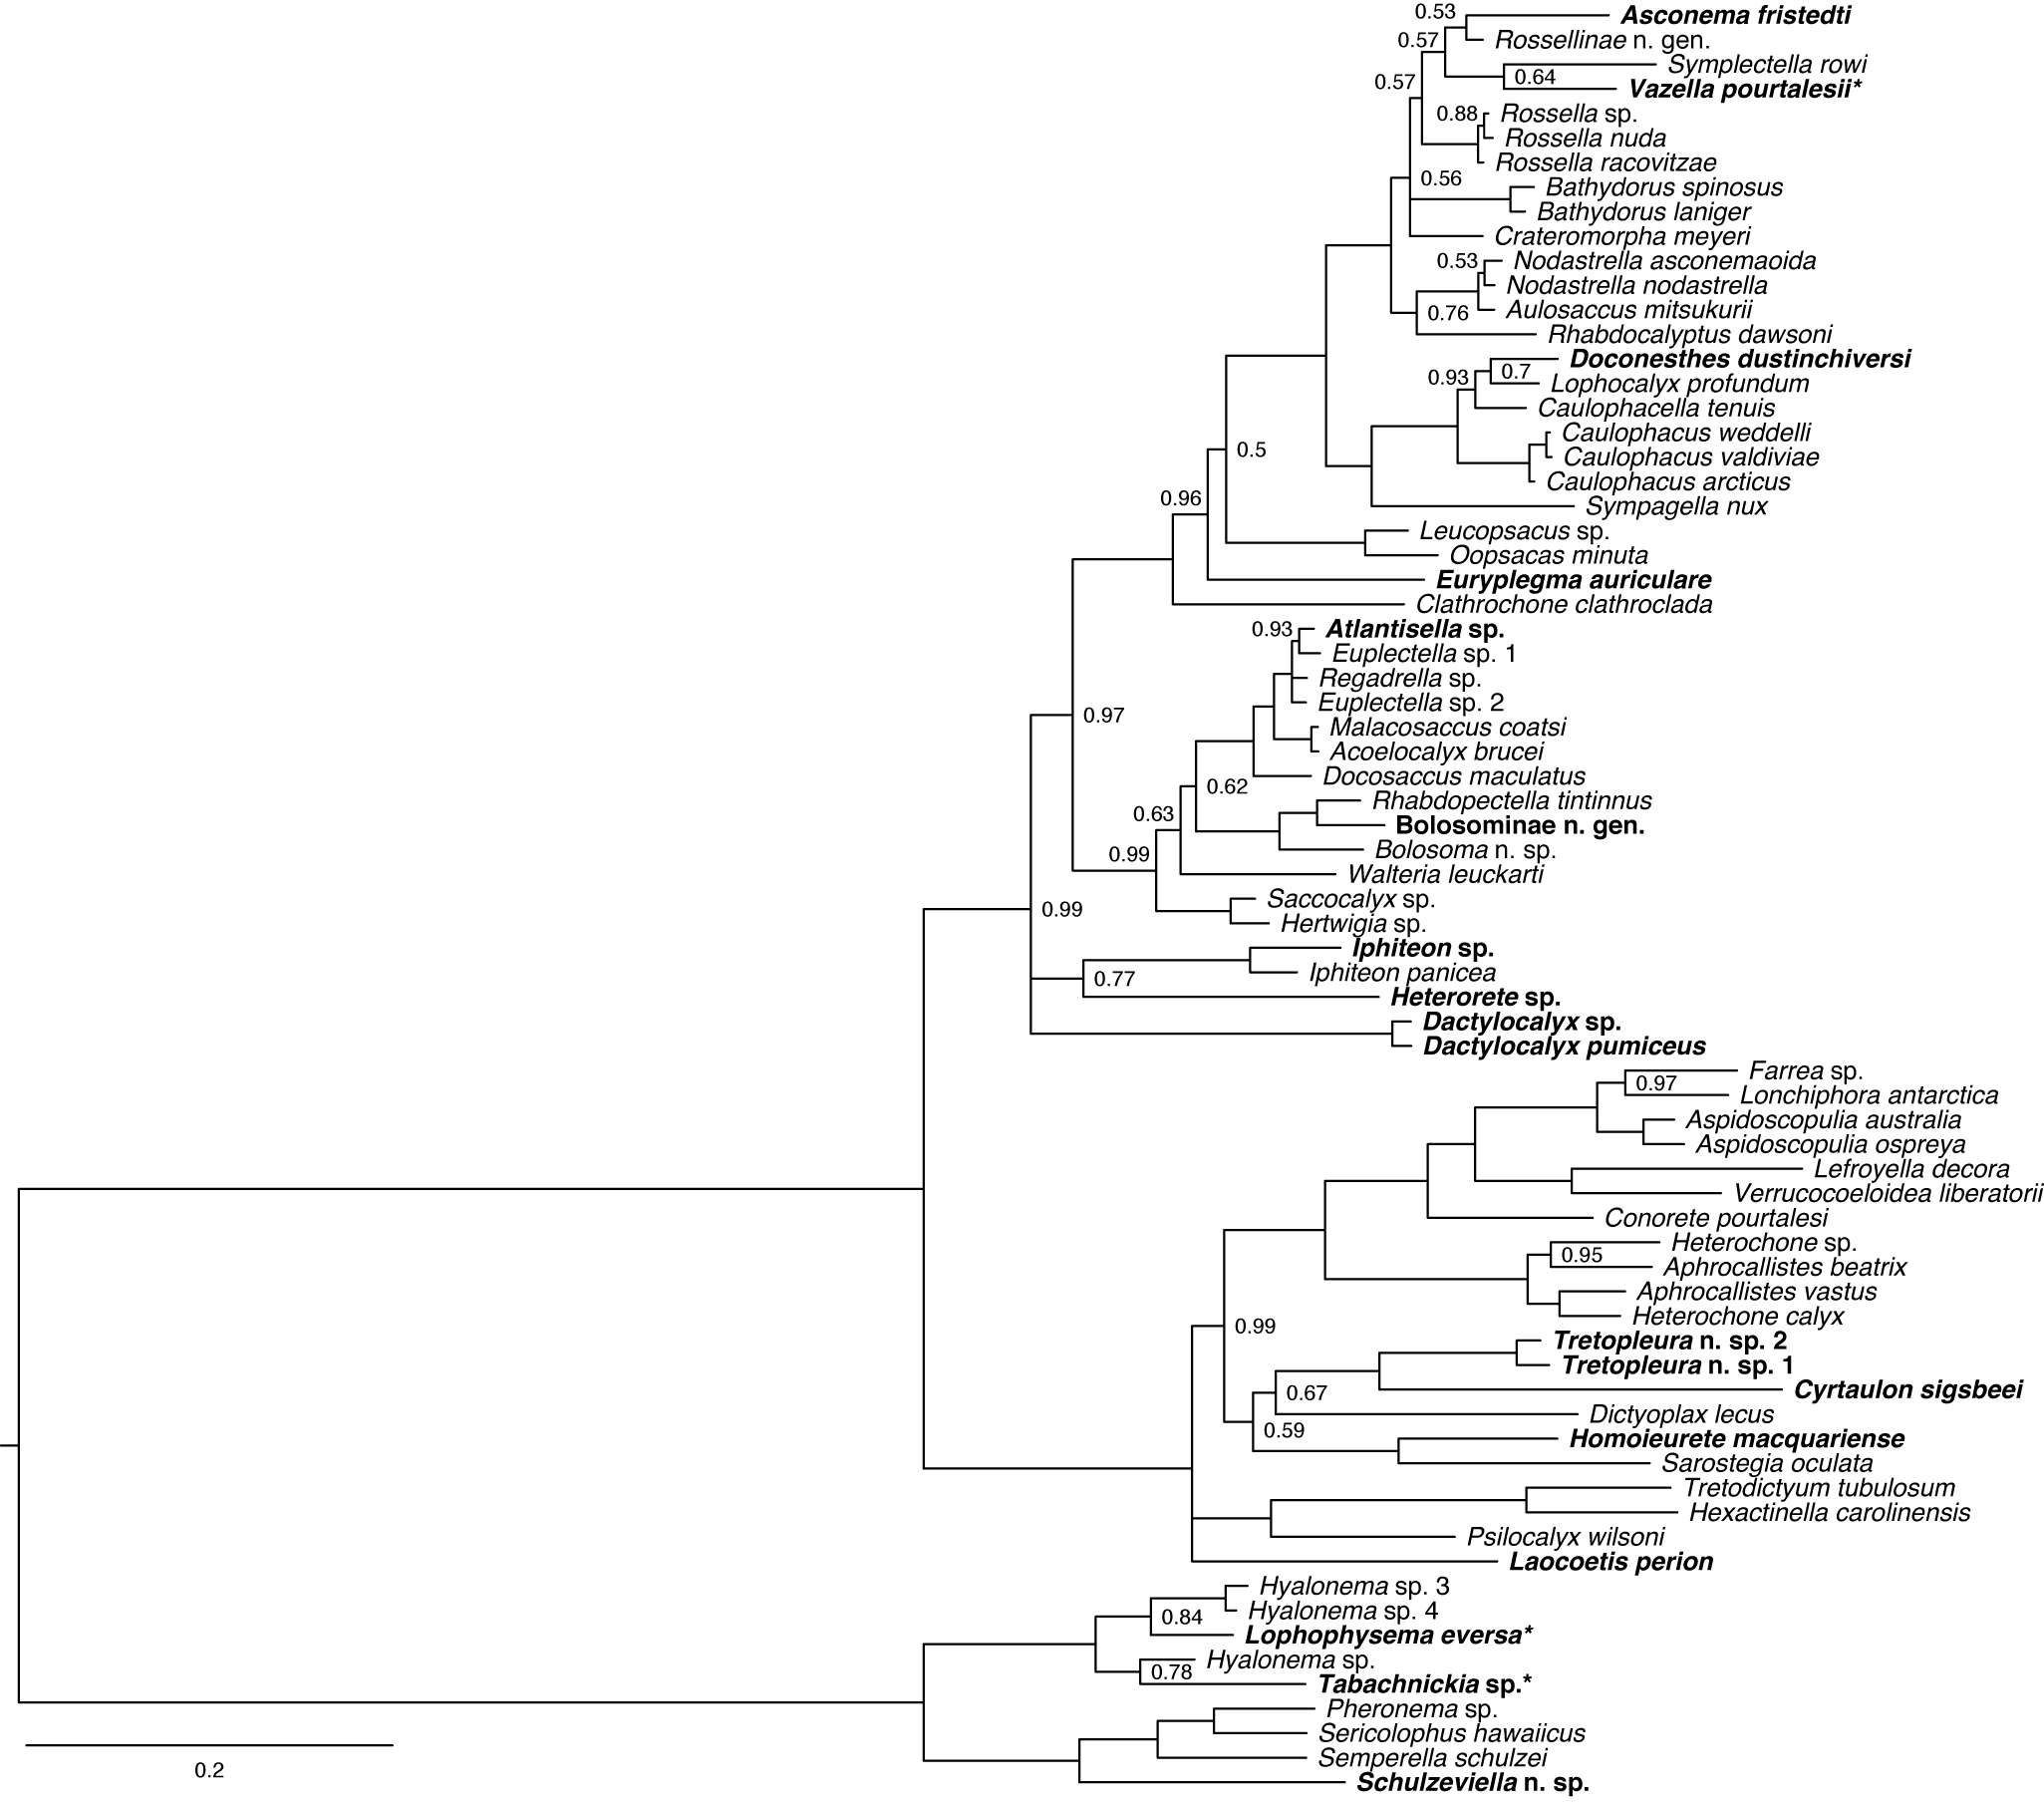 0.53
Asconema fristedti
Rossellinae n. gen.
0.57
Symplectella rowi
0.64
0.57
Vazella pourtalesii*
0.88
Rossella sp.
Rossella nuda
Rossella racovitzae
0.56
Bathydorus spinosus
Bathydorus laniger
Crateromorpha meyeri
0.53
Nodastrella asconemaoida
Nodastrella nodastrella
0.76
Aulosaccus mitsukurii
Rhabdocalyptus dawsoni
Doconesthes dustinchiversi
0.93
0.7
Lophocalyx profundum
Caulophacella tenuis
Caulophacus weddelli
0.5
Caulophacus valdiviae
Caulophacus arcticus
0.96
Sympagella nux
Leucopsacus sp.
Oopsacas minuta
Euryplegma auriculare
Clathrochone clathroclada
0.93
Atlantisella sp.
Euplectella sp. 1
Regadrella sp.
Euplectella sp. 2
0.97
Malacosaccus coatsi
Acoelocalyx brucei
Docosaccus maculatus
0.62
Rhabdopectella tintinnus
0.63
Bolosominae n. gen.
0.99
Bolosoma n. sp.
Walteria leuckarti
Saccocalyx sp.
0.99
Hertwigia sp.
Iphiteon sp.
0.77
Iphiteon panicea
Heterorete sp.
Dactylocalyx sp.
Dactylocalyx pumiceus
Farrea sp.
0.97
Lonchiphora antarctica
Aspidoscopulia australia
Aspidoscopulia ospreya
Lefroyella decora
Verrucocoeloidea liberatorii
Conorete pourtalesi
Heterochone sp.
0.95
Aphrocallistes beatrix
Aphrocallistes vastus
Heterochone calyx
0.99
Tretopleura n. sp. 2
Tretopleura n. sp. 1
0.67
Cyrtaulon sigsbeei
Dictyoplax lecus
0.59
Homoieurete macquariense
Sarostegia oculata
Tretodictyum tubulosum
Hexactinella carolinensis
Psilocalyx wilsoni
Laocoetis perion
Hyalonema sp. 3
0.84
Hyalonema sp. 4
Lophophysema eversa*
Hyalonema sp.
0.78
Tabachnickia sp.*
Pheronema sp.
Sericolophus hawaiicus
Semperella schulzei
0.2
Schulzeviella n. sp.